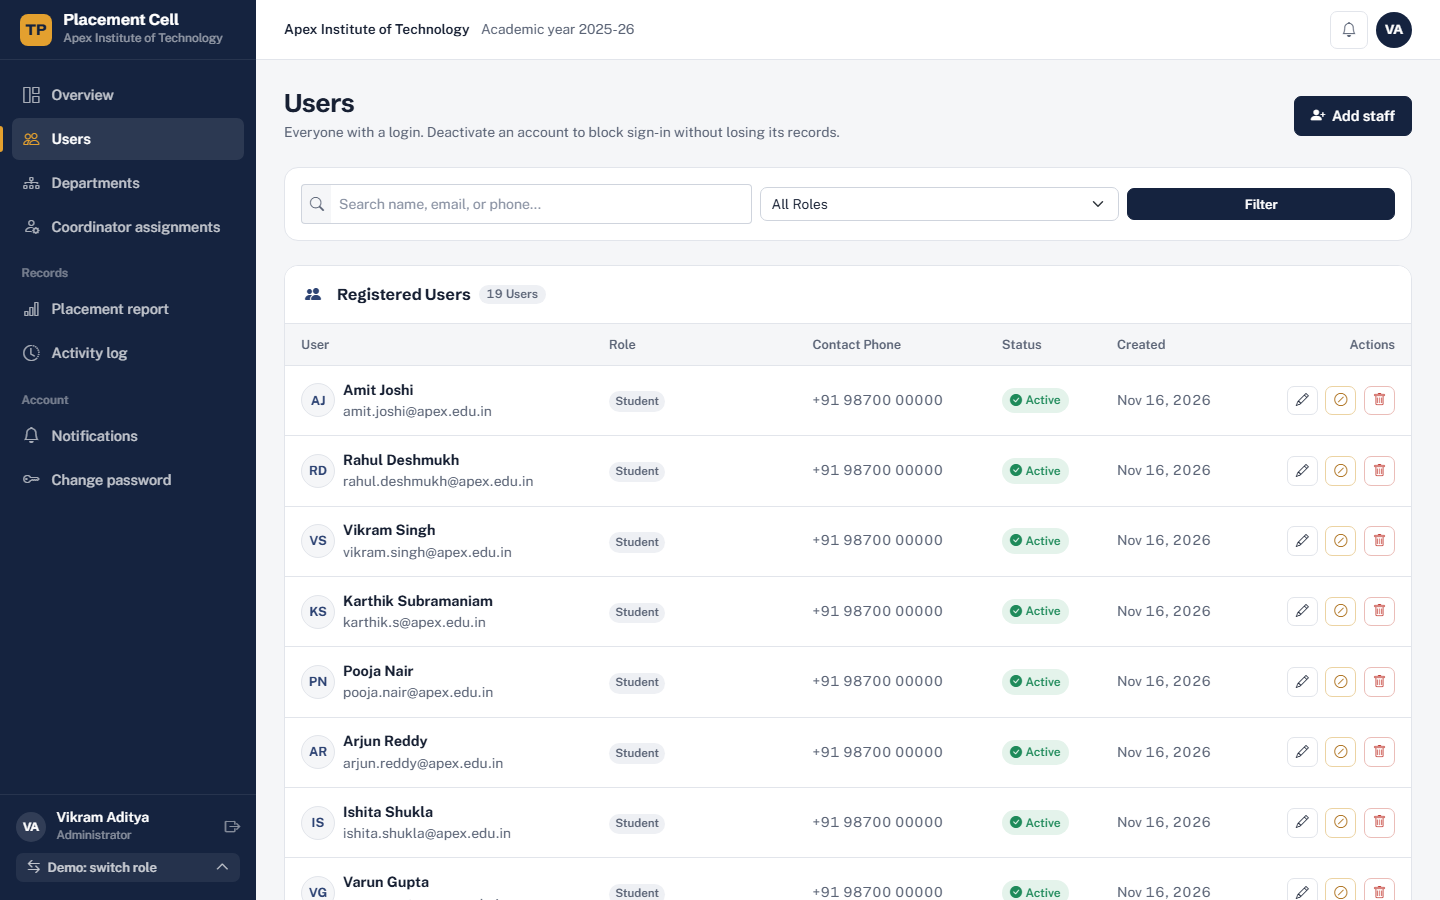 TP
Placement Cell
Apex Institute of Technology
Overview
Users
Departments
Coordinator assignments
Records
Placement report
Activity log
Account
Notifications
Change password
VA
Vikram Aditya
Administrator
Demo: switch role
Apex Institute of Technology Academic year 2025-26
VA
Users
Everyone with a login. Deactivate an account to block sign-in without losing its records.
Add staff
Search name, email, or phone...
All Roles
Filter
Registered Users 19 Users
User Role Contact Phone Status Created Actions
AJ Amit Joshi
amit.joshi@apex.edu.in
Student +91 98700 00000 Active Nov 16, 2026
RD Rahul Deshmukh
rahul.deshmukh@apex.edu.in
Student +91 98700 00000 Active Nov 16, 2026
VS Vikram Singh
vikram.singh@apex.edu.in
Student +91 98700 00000 Active Nov 16, 2026
KS Karthik Subramaniam
karthik.s@apex.edu.in
Student +91 98700 00000 Active Nov 16, 2026
PN Pooja Nair
pooja.nair@apex.edu.in
Student +91 98700 00000 Active Nov 16, 2026
AR Arjun Reddy
arjun.reddy@apex.edu.in
Student +91 98700 00000 Active Nov 16, 2026
IS Ishita Shukla
ishita.shukla@apex.edu.in
Student +91 98700 00000 Active Nov 16, 2026
VG Varun Gupta
Student +91 98700 00000 Active Nov 16, 2026